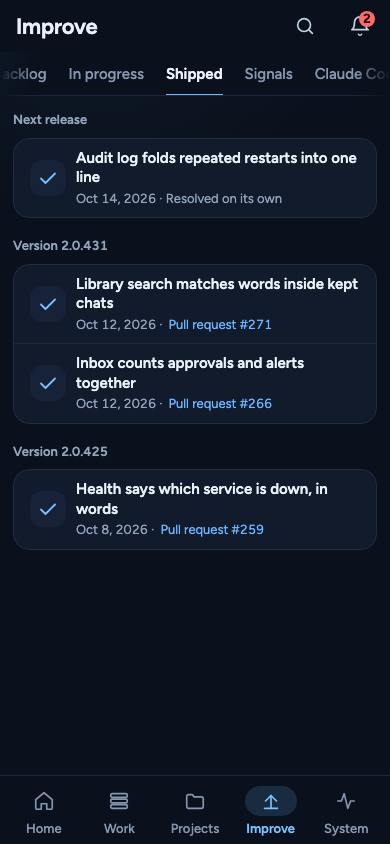 Improve
2
acklog In progress Shipped Signals Claude Co
Next release
Audit log folds repeated restarts into one
line
Oct 14, 2026 · Resolved on its own
Version 2.0.431
Library search matches words inside kept
chats
Oct 12, 2026 · Pull request #271
Inbox counts approvals and alerts
together
Oct 12, 2026 · Pull request #266
Version 2.0.425
Health says which service is down, in
words
Oct 8, 2026 · Pull request #259
Home Work Projects Improve System